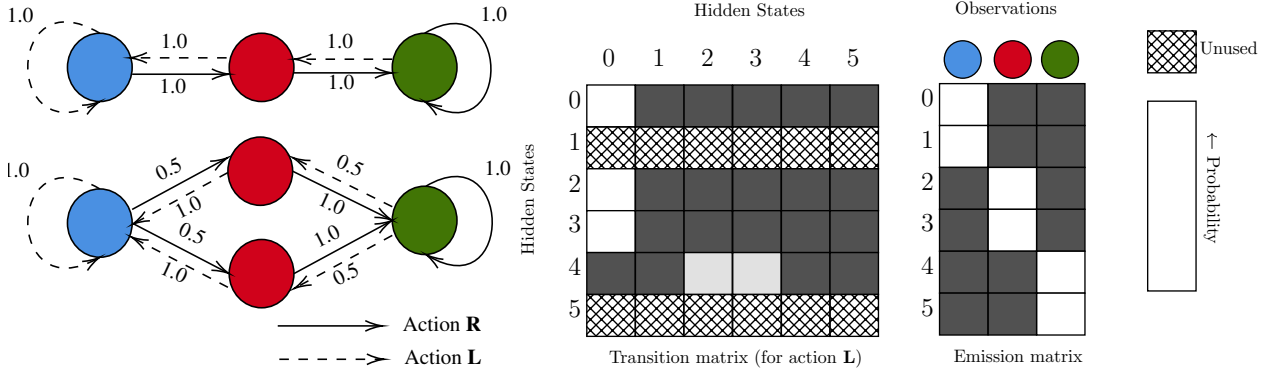 1.0
1.0
1.0
1.0
1.0
1.0
1.0
0.5
0.5
1.0
1.0
1.0
0.5
1.0
1.0
0.5
Action R
Action L
Hidden States
0 1 2 3 4 5
Hidden States
0
1
2
3
4
5
Transition matrix (for action L)
Observations
0
1
2
3
4
5
Emission matrix
Unused
← Probability